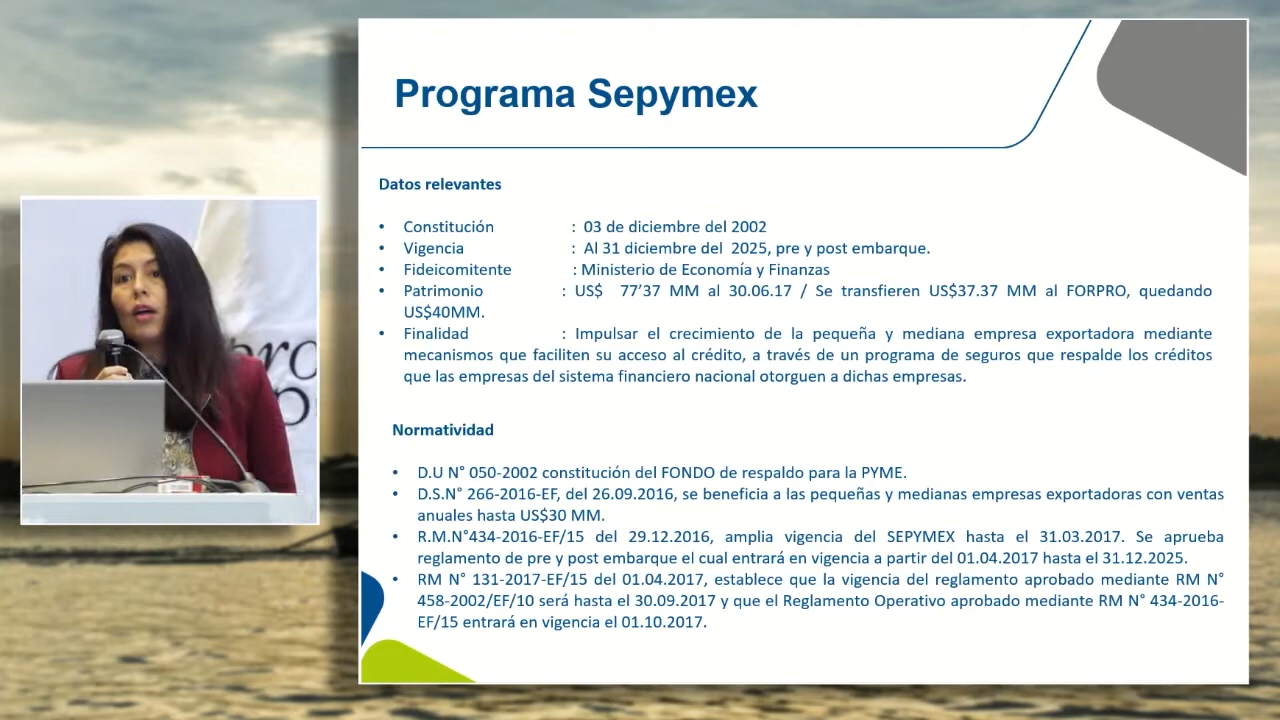 Programa Sepymex
Datos relevantes
• Constitución : 03 de diciembre del 2002
• Vigencia : Al 31 diciembre del 2025, pre y post embarque.
• Fideicomitente : Ministerio de Economía y Finanzas
• Patrimonio : US$ 77’37 MM al 30.06.17 / Se transfieren US$37.37 MM al FORPRO, quedando
US$40MM.
• Finalidad : Impulsar el crecimiento de la pequeña y mediana empresa exportadora mediante
mecanismos que faciliten su acceso al crédito, a través de un programa de seguros que respalde los créditos
que las empresas del sistema financiero nacional otorguen a dichas empresas.
Normatividad
• D.U N° 050-2002 constitución del FONDO de respaldo para la PYME.
• D.S.N° 266-2016-EF, del 26.09.2016, se beneficia a las pequeñas y medianas empresas exportadoras con ventas
anuales hasta US$30 MM.
• R.M.N°434-2016-EF/15 del 29.12.2016, amplia vigencia del SEPYMEX hasta el 31.03.2017. Se aprueba
reglamento de pre y post embarque el cual entrará en vigencia a partir del 01.04.2017 hasta el 31.12.2025.
• RM N° 131-2017-EF/15 del 01.04.2017, establece que la vigencia del reglamento aprobado mediante RM N°
458-2002/EF/10 será hasta el 30.09.2017 y que el Reglamento Operativo aprobado mediante RM N° 434-2016-
EF/15 entrará en vigencia el 01.10.2017.